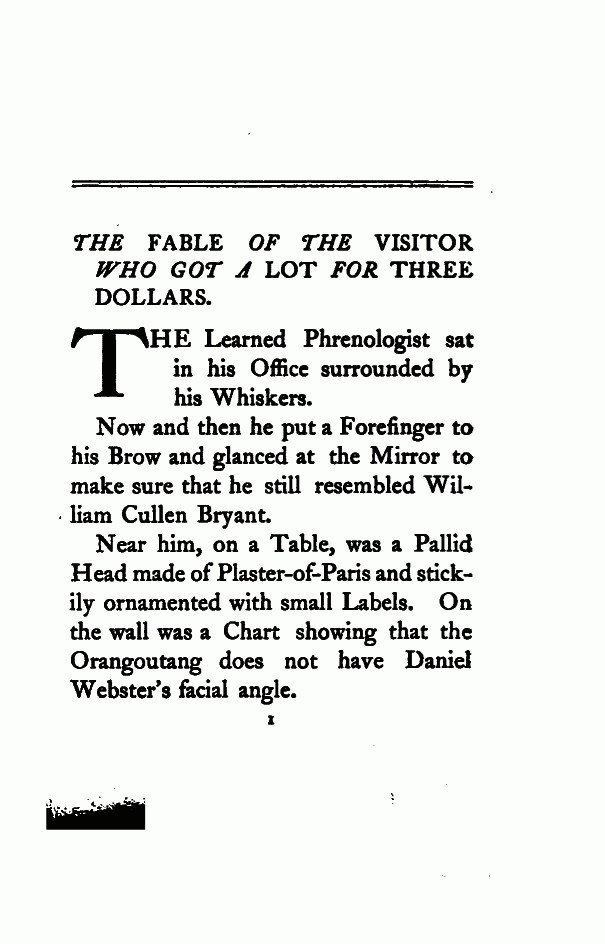 THE FABLE OF THE VISITOR
WHO GOT A LOT FOR THREE
DOLLARS.
THE Learned Phrenologist sat
in his Office surrounded by
his Whiskers.
Now and then he put a Forefinger to
his Brow and glanced at the Mirror to
make sure that he still resembled Wil-
liam Cullen Bryant.
Near him, on a Table, was a Pallid
Head made of Plaster-of-Paris and stick-
ily ornamented with small Labels. On
the wall was a Chart showing that the
Orangoutang does not have Daniel
Webster's facial angle.
1